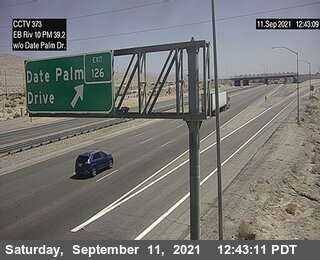 CCTV 373
EB Riv 10 PM 39.2
w/o Date Palm Dr.
11.Sep.2021 12:43:09
EXIT
126
Date Palm
Drive
Saturday, September 11, 2021 12:43:11 PDT